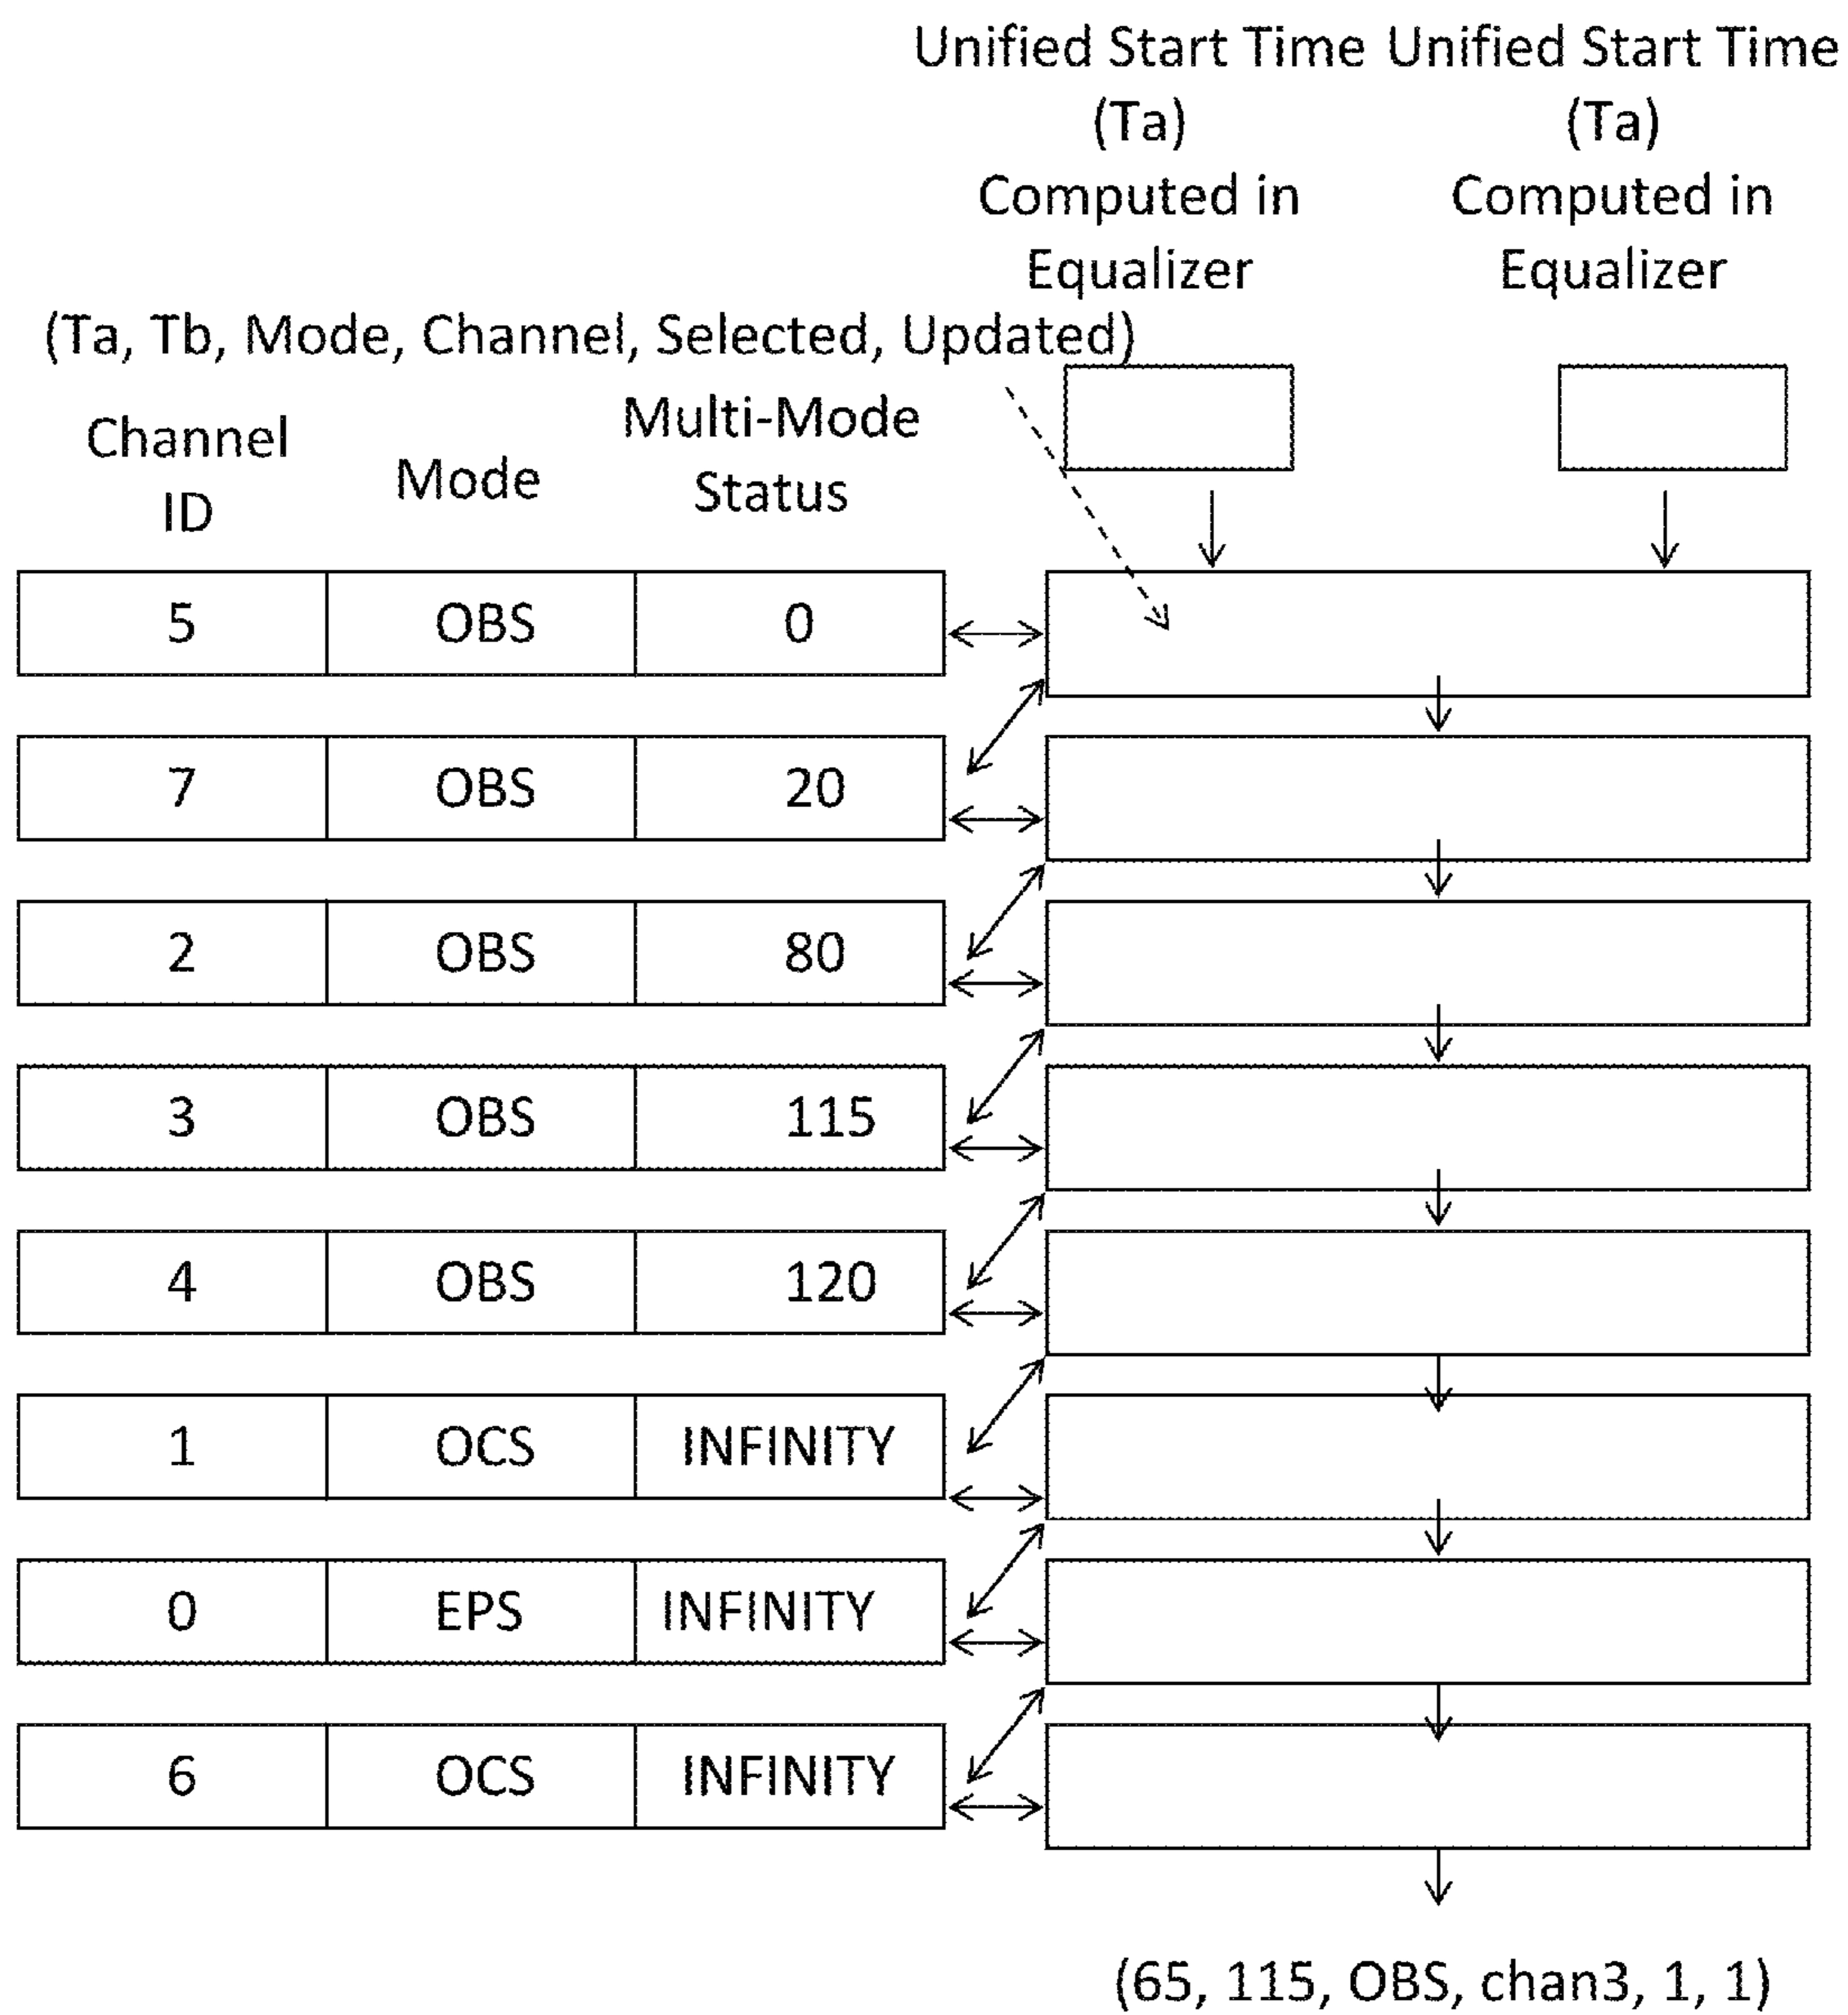 Unified Start Time Unified Start Time
(Ta) (Ta)
Computed in Computed in
Equalizer Equalizer
(Ta, Tb, Mode, Channel, Selected, Updated)
Channel ID Mode Multi-Mode Status
5 OBS 0
7 OBS 20
2 OBS 80
3 OBS 115
4 OBS 120
1 OCS INFINITY
0 EPS INFINITY
6 OCS INFINITY
(65, 115, OBS, chan3, 1, 1)